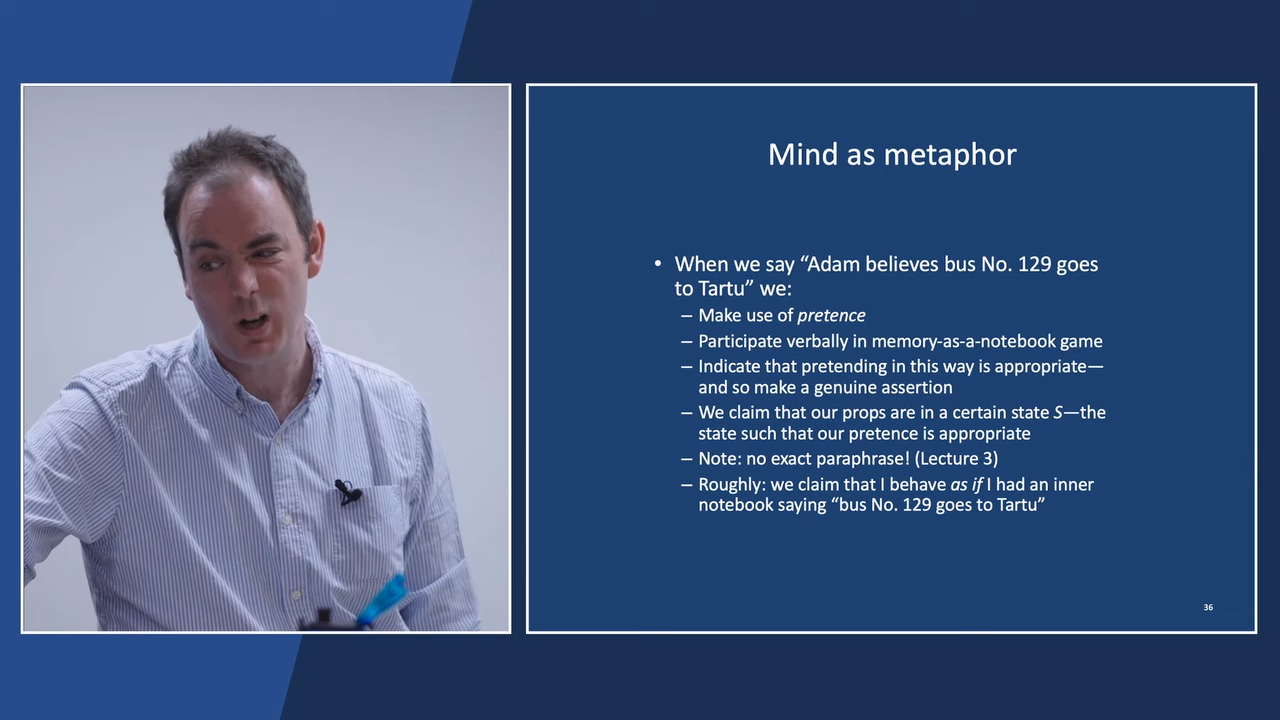 Mind as metaphor
• When we say “Adam believes bus No. 129 goes
to Tartu” we:
– Make use of pretence
– Participate verbally in memory-as-a-notebook game
– Indicate that pretending in this way is appropriate—
and so make a genuine assertion
– We claim that our props are in a certain state S—the
state such that our pretence is appropriate
– Note: no exact paraphrase! (Lecture 3)
– Roughly: we claim that I behave as if I had an inner
notebook saying “bus No. 129 goes to Tartu”
36